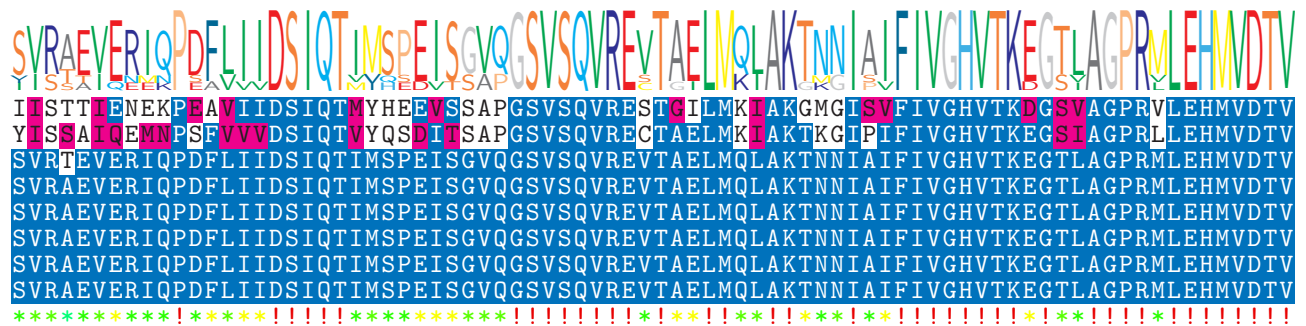 SVRAEVERIQPDFLIIDSIQTIMSPEISGVQGSVSQVREVTAELMQLAKTNNIAIFIVGHVTKEGTLAGPRMLEHMVDTV
IISTTIENEKPEAVIIDSIQTMYHEEVSSAPGSVSQVRESTGILMKIAKGMGISVFIVGHVTKDGSVAGPRVLEHMVDTV
YISSAIQEMNPSFVVVDSIQTVYQSDITSAPGSVSQVRECTAELMKIAKTKGIPIFIVGHVTKEGSIAGPRLLEHMVDTV
SVRTEVERIQPDFLIIDSIQTIMSPEISGVQGSVSQVREVTAELMQLAKTNNIAIFIVGHVTKEGTLAGPRMLEHMVDTV
SVRAEVERIQPDFLIIDSIQTIMSPEISGVQGSVSQVREVTAELMQLAKTNNIAIFIVGHVTKEGTLAGPRMLEHMVDTV
SVRAEVERIQPDFLIIDSIQTIMSPEISGVQGSVSQVREVTAELMQLAKTNNIAIFIVGHVTKEGTLAGPRMLEHMVDTV
SVRAEVERIQPDFLIIDSIQTIMSPEISGVQGSVSQVREVTAELMQLAKTNNIAIFIVGHVTKEGTLAGPRMLEHMVDTV
SVRAEVERIQPDFLIIDSIQTIMSPEISGVQGSVSQVREVTAELMQLAKTNNIAIFIVGHVTKEGTLAGPRMLEHMVDTV
SVRAEVERIQPDFLIIDSIQTIMSPEISGVQGSVSQVREVTAELMQLAKTNNIAIFIVGHVTKEGTLAGPRMLEHMVDTV
**********!*****!!!!!**********!!!!!!!!*!**!!**!!***!**!!!!!!!!*!**!!!!*!!!!!!!!